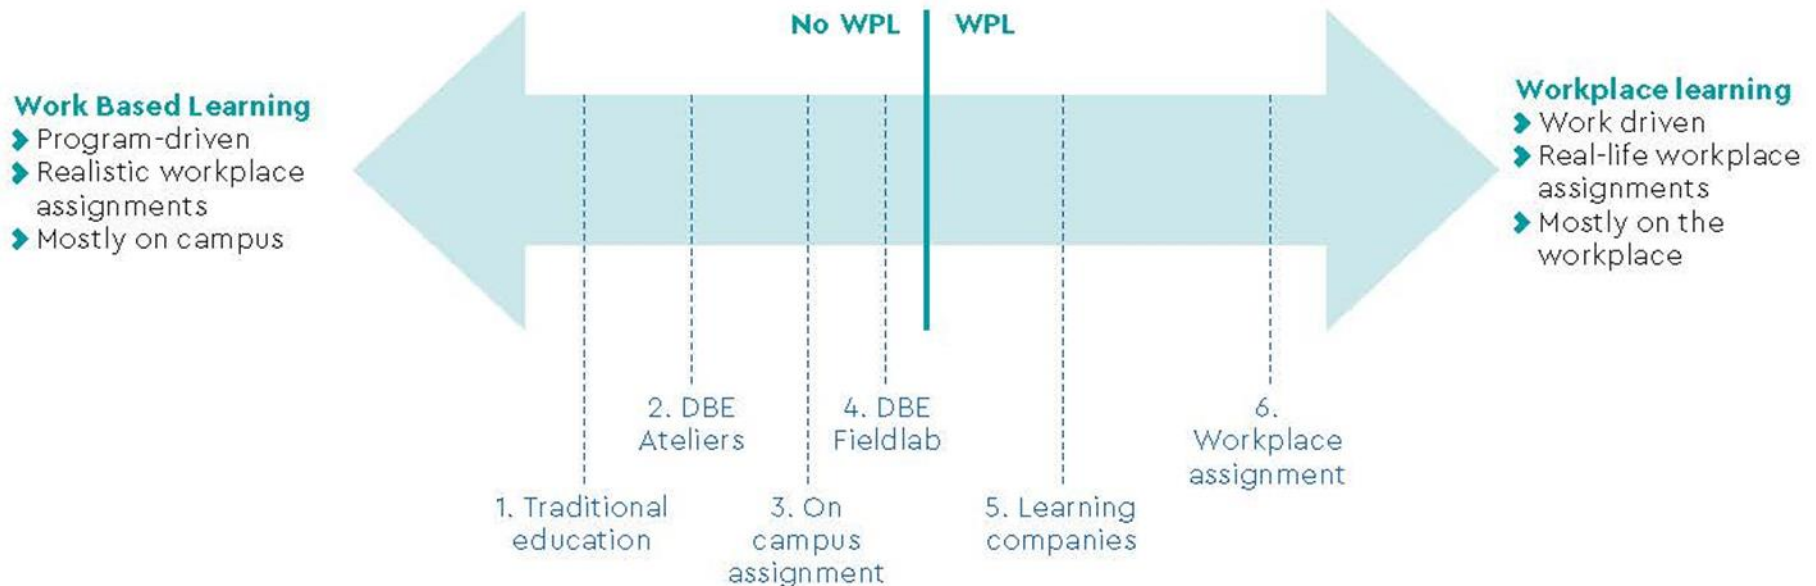 No WPL
WPL
Work Based Learning
Program-driven
Realistic workplace
assignments
Mostly on campus
Workplace learning
Work driven
Real-life workplace
assignments
Mostly on the
workplace
1. Traditional
education
2. DBE
Ateliers
3. On
campus
assignment
4. DBE
Fieldlab
5. Learning
companies
6.
Workplace
assignment